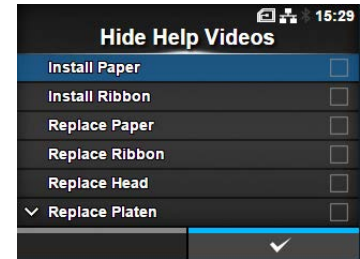 15:29
Hide Help Videos
Install Paper
Install Ribbon
Replace Paper
Replace Ribbon
Replace Head
Replace Platen